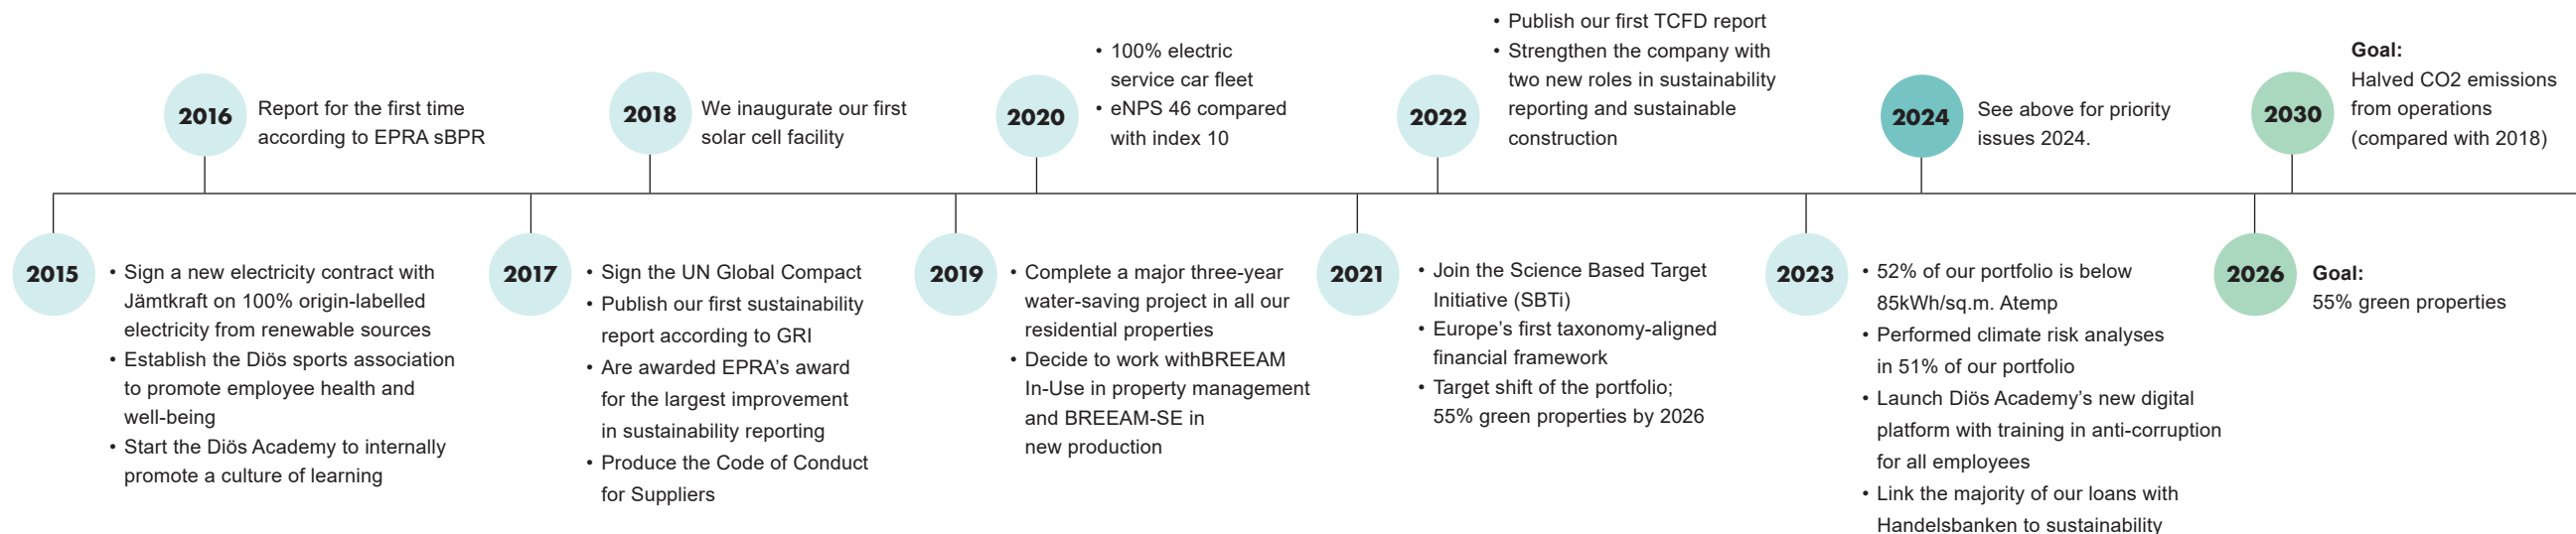 2015
• Sign a new electricity contract with
Jämtkraft on 100% origin-labelled
electricity from renewable sources
• Establish the Diös sports association
to promote employee health and
well-being
• Start the Diös Academy to internally
promote a culture of learning
2016
Report for the first time
according to EPRA sBPR
2017
• Sign the UN Global Compact
• Publish our first sustainability
report according to GRI
• Are awarded EPRA's award
for the largest improvement
in sustainability reporting
• Produce the Code of Conduct
for Suppliers
2018
We inaugurate our first
solar cell facility
2019
• Complete a major three-year
water-saving project in all our
residential properties
• Decide to work withBREEAM
In-Use in property management
and BREEAM-SE in
new production
2020
• 100% electric
service car fleet
• eNPS 46 compared
with index 10
2021
• Join the Science Based Target
Initiative (SBTi)
• Europe's first taxonomy-aligned
financial framework
• Target shift of the portfolio;
55% green properties by 2026
2022
• Publish our first TCFD report
• Strengthen the company with
two new roles in sustainability
reporting and sustainable
construction
2023
• 52% of our portfolio is below
85kWh/sq.m. Atemp
• Performed climate risk analyses
in 51% of our portfolio
• Launch Diös Academy's new digital
platform with training in anti-corruption
for all employees
• Link the majority of our loans with
Handelsbanken to sustainability
2024
See above for priority
issues 2024.
2026
Goal:
55% green properties
2030
Goal:
Halved CO2 emissions
from operations
(compared with 2018)